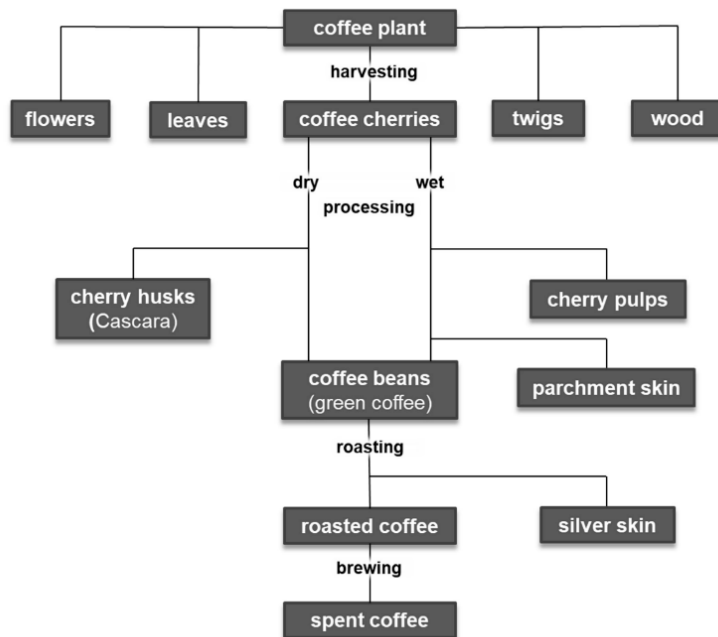 coffee plant
harvesting
flowers
leaves
coffee cherries
twigs
wood
dry
wet
processing
cherry husks
(Cascara)
cherry pulps
coffee beans
(green coffee)
parchment skin
roasting
roasted coffee
silver skin
brewing
spent coffee